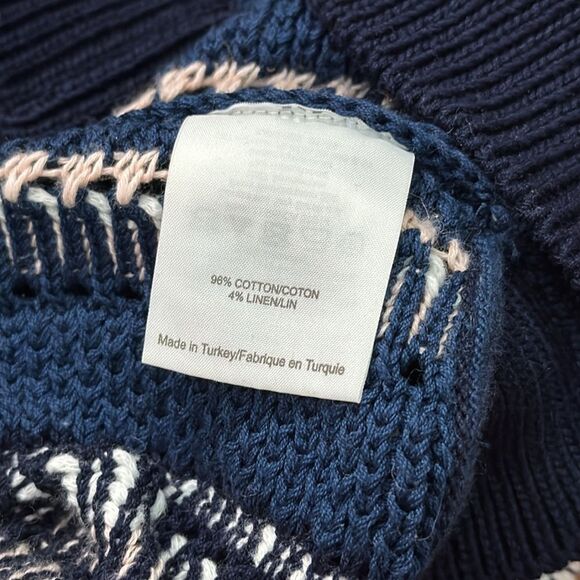 96% COTTON/COTON
4% LINEN/LIN
Made in Turkey/Fabrique en Turquie